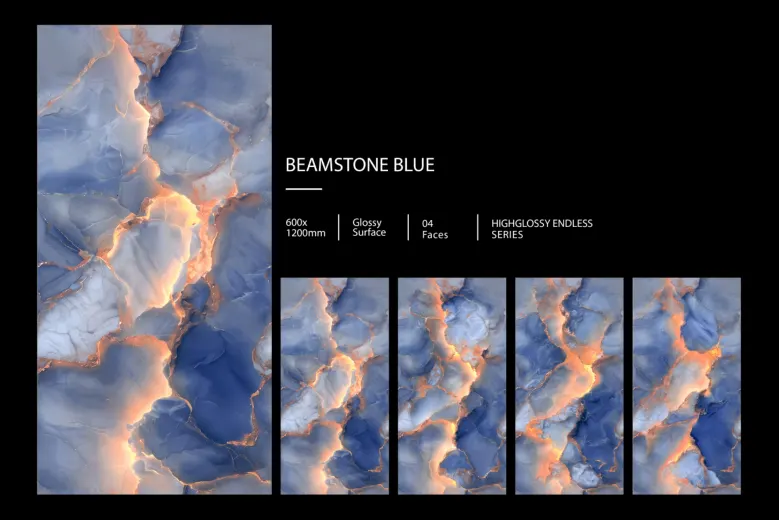 BEAMSTONE BLUE
600x
1200mm
Glossy
Surface
04
Faces
HIGHGLOSSY ENDLESS
SERIES